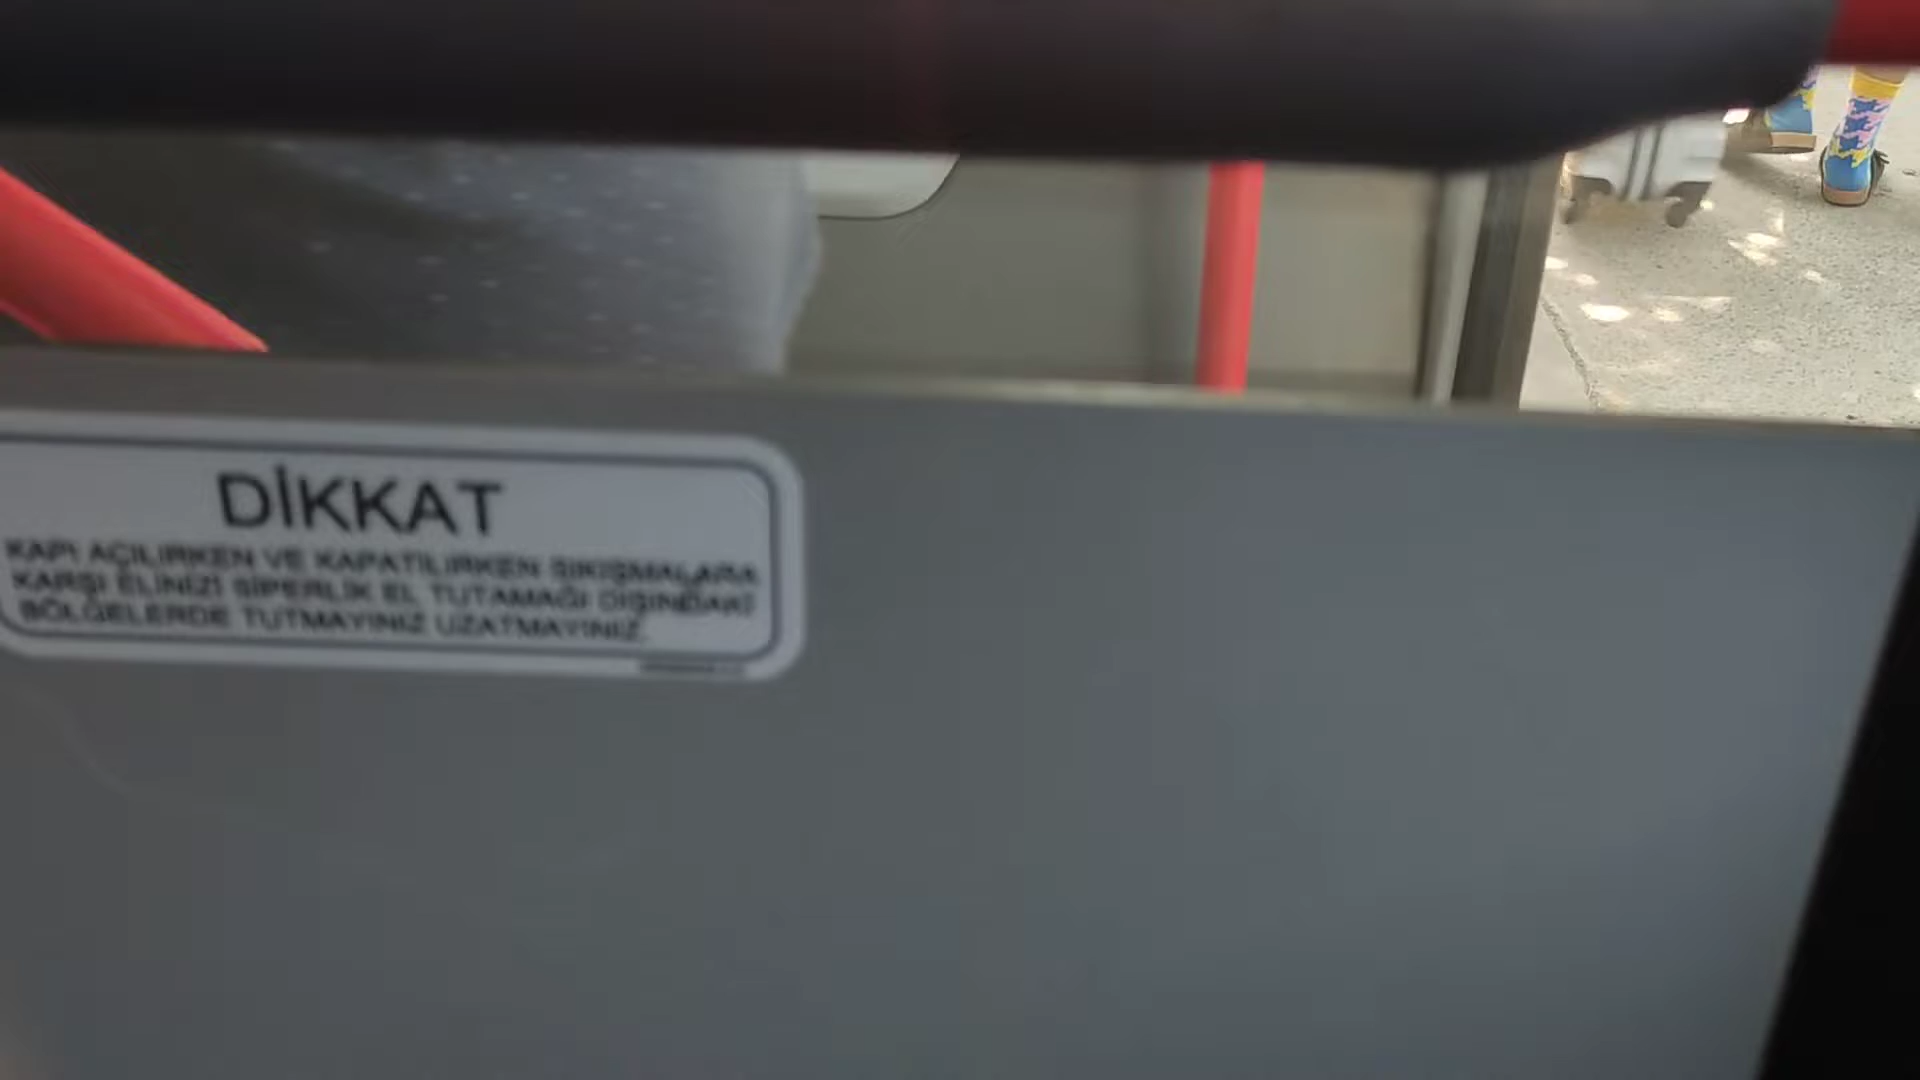 DİKKAT
KAPI AÇILIRKEN VE KAPATILIRKEN SIKIŞMALARA
KARŞI ELİNİZİ SİPERLİK EL TUTAMAĞI DIŞINDAKİ
BÖLGELERDE TUTMAYINIZ UZATMAYINIZ.